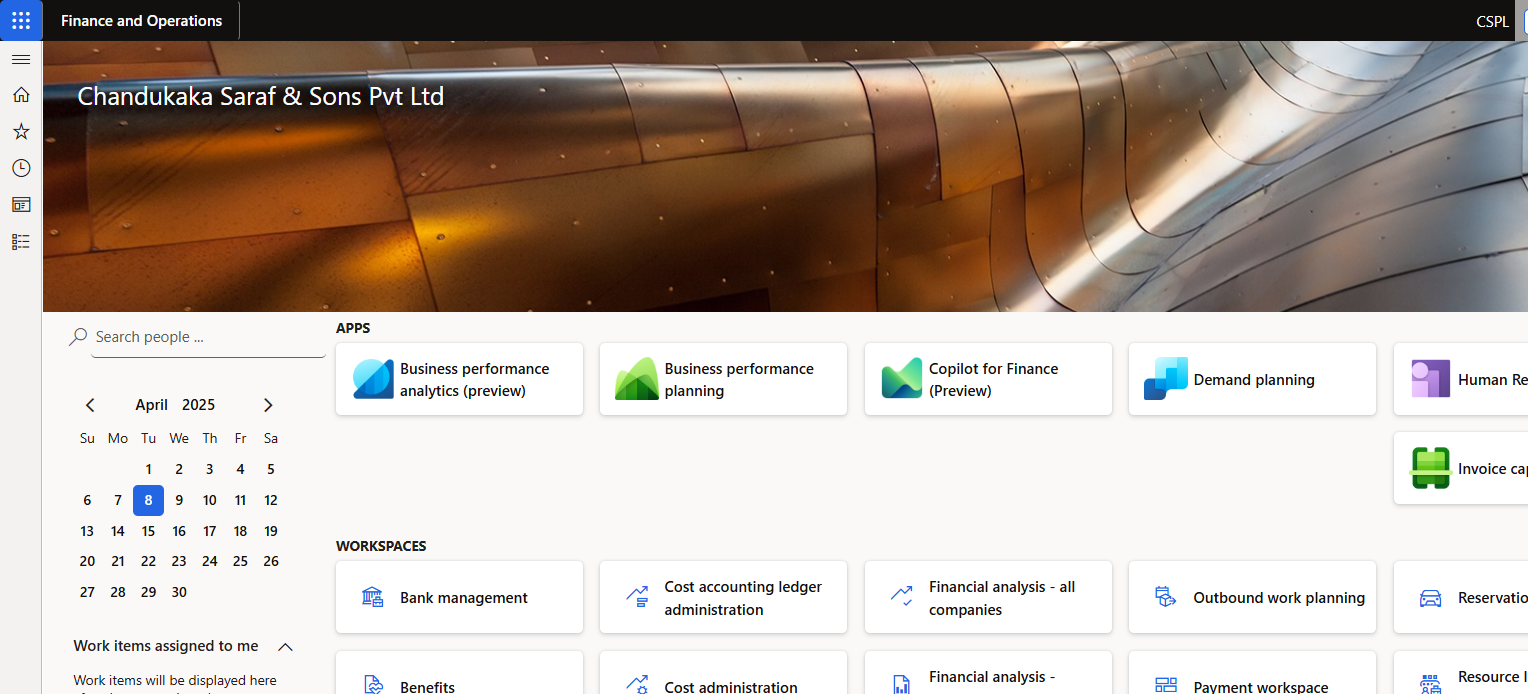 Finance and Operations
CSPL
Chandukaka Saraf & Sons Pvt Ltd
Search people ...
April 2025
Su Mo Tu We Th Fr Sa
1 2 3 4 5
6 7 8 9 10 11 12
13 14 15 16 17 18 19
20 21 22 23 24 25 26
27 28 29 30
Work items assigned to me
Work items will be displayed here
APPS
Business performance
analytics (preview)
Business performance
planning
Copilot for Finance
(Preview)
Demand planning
Human Re
Invoice cap
WORKSPACES
Bank management
Cost accounting ledger
administration
Financial analysis - all
companies
Outbound work planning
Reservatio
Benefits
Cost administration
Financial analysis -
Payment workspace
Resource